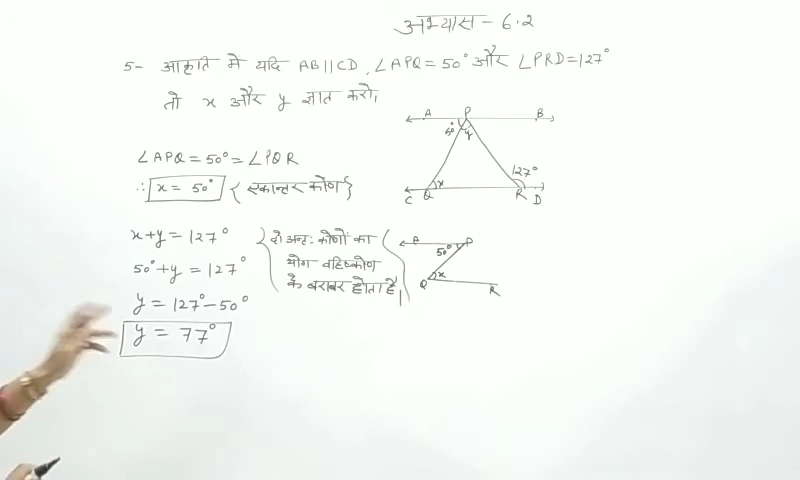 अभ्यास - 6.2
5- आकृति में यदि AB||CD, ∠APQ = 50° और ∠PRD = 127°
तो x और y ज्ञात करो।
A P B
50° y
127°
x
C Q R D
∠APQ = 50° = ∠PQR
∴ x = 50° { एकान्तर कोण }
x+y = 127°
50°+y = 127°
y = 127° - 50°
y = 77°
दो अन्तः कोणों का
योग बहिष्कोण
के बराबर होता है।
P
50°
Q x
R